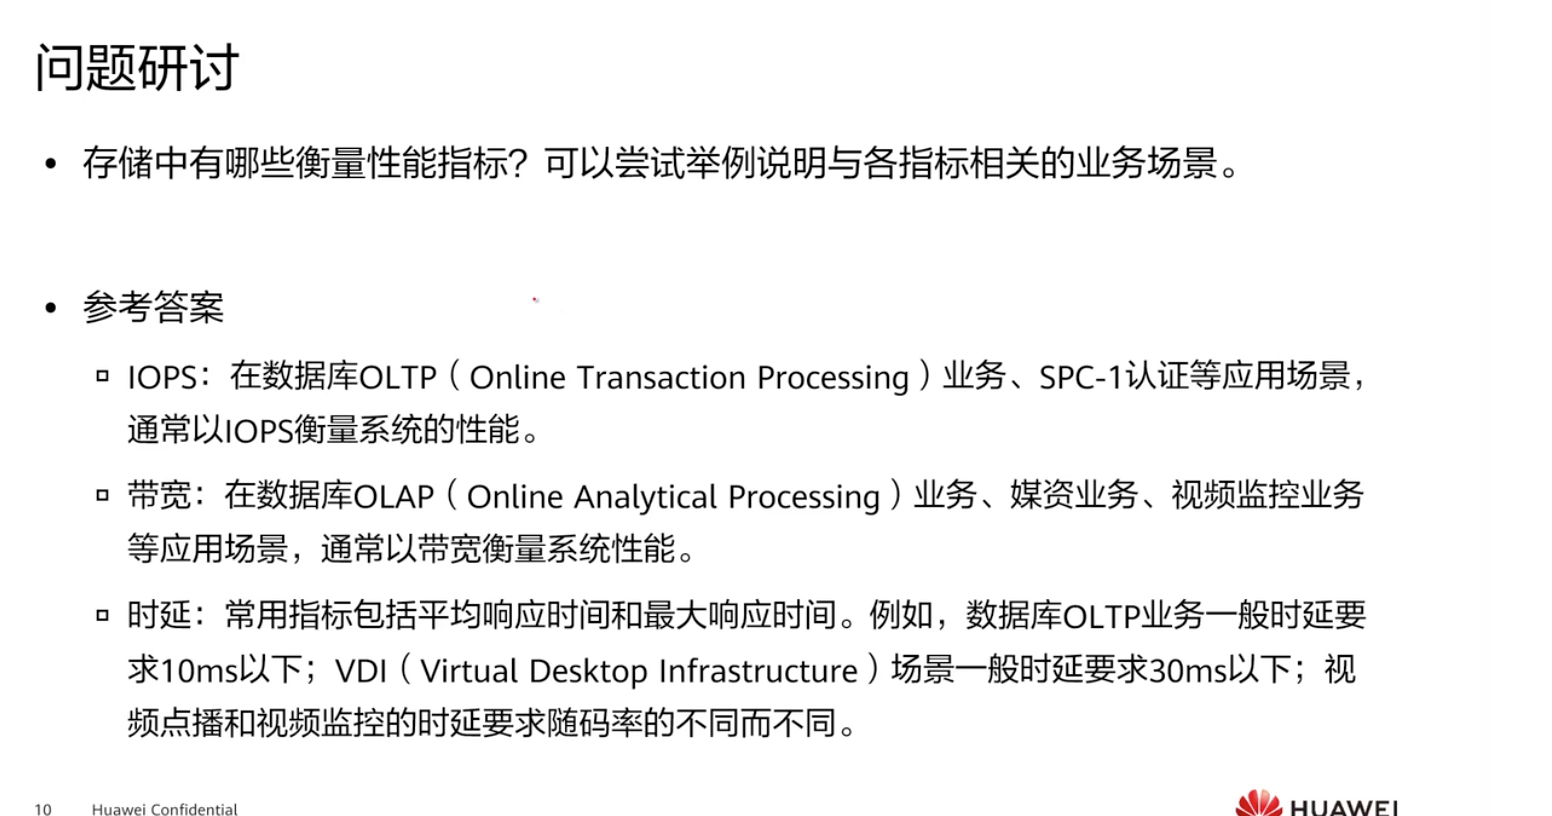 问题研讨
• 存储中有哪些衡量性能指标？可以尝试举例说明与各指标相关的业务场景。
• 参考答案
▫ IOPS：在数据库OLTP（Online Transaction Processing）业务、SPC-1认证等应用场景，
通常以IOPS衡量系统的性能。
▫ 带宽：在数据库OLAP（Online Analytical Processing）业务、媒资业务、视频监控业务
等应用场景，通常以带宽衡量系统性能。
▫ 时延：常用指标包括平均响应时间和最大响应时间。例如，数据库OLTP业务一般时延要
求10ms以下；VDI（Virtual Desktop Infrastructure）场景一般时延要求30ms以下；视
频点播和视频监控的时延要求随码率的不同而不同。
10 Huawei Confidential
HUAWEI